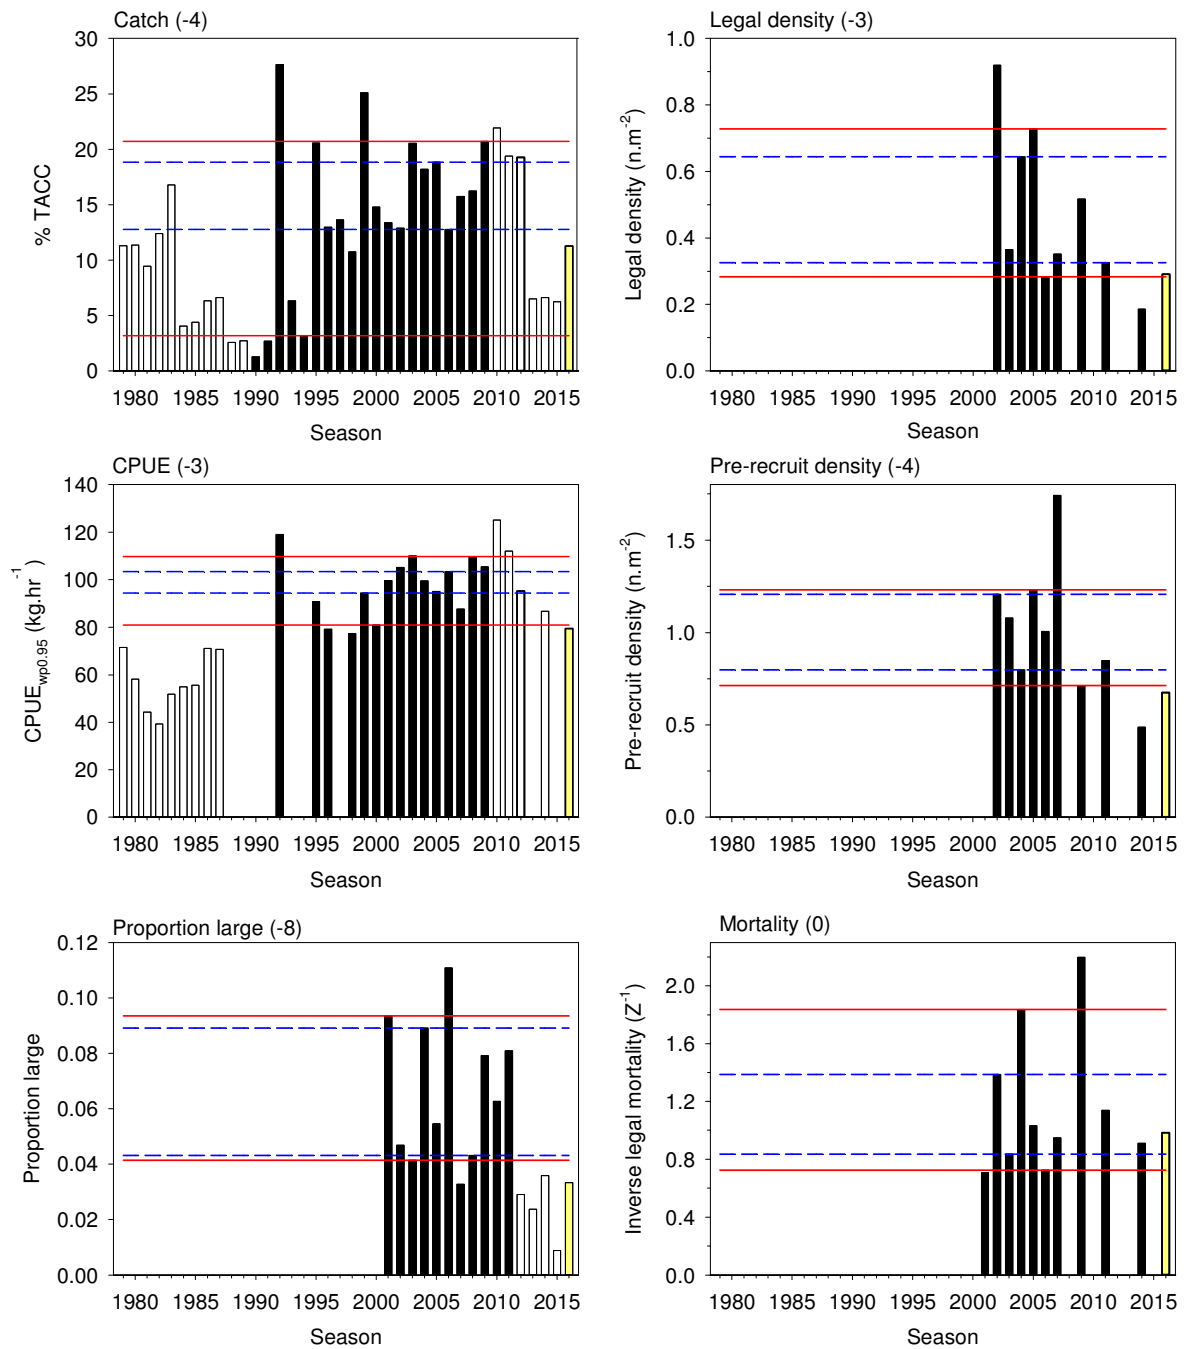 Catch (-4)
% TACC
30
25
20
15
10
5
0
1980 1985 1990 1995 2000 2005 2010 2015
Season
Legal density (-3)
Legal density (n.m-2)
1.0
0.8
0.6
0.4
0.2
0.0
1980 1985 1990 1995 2000 2005 2010 2015
Season
CPUE (-3)
CPUEwp0.95 (kg.hr-1)
140
120
100
80
60
40
20
0
1980 1985 1990 1995 2000 2005 2010 2015
Season
Pre-recruit density (-4)
Pre-recruit density (n.m-2)
1.5
1.0
0.5
0.0
1980 1985 1990 1995 2000 2005 2010 2015
Season
Proportion large (-8)
Proportion large
0.12
0.10
0.08
0.06
0.04
0.02
0.00
1980 1985 1990 1995 2000 2005 2010 2015
Season
Mortality (0)
Inverse legal mortality (Z-1)
2.0
1.6
1.2
0.8
0.4
0.0
1980 1985 1990 1995 2000 2005 2010 2015
Season